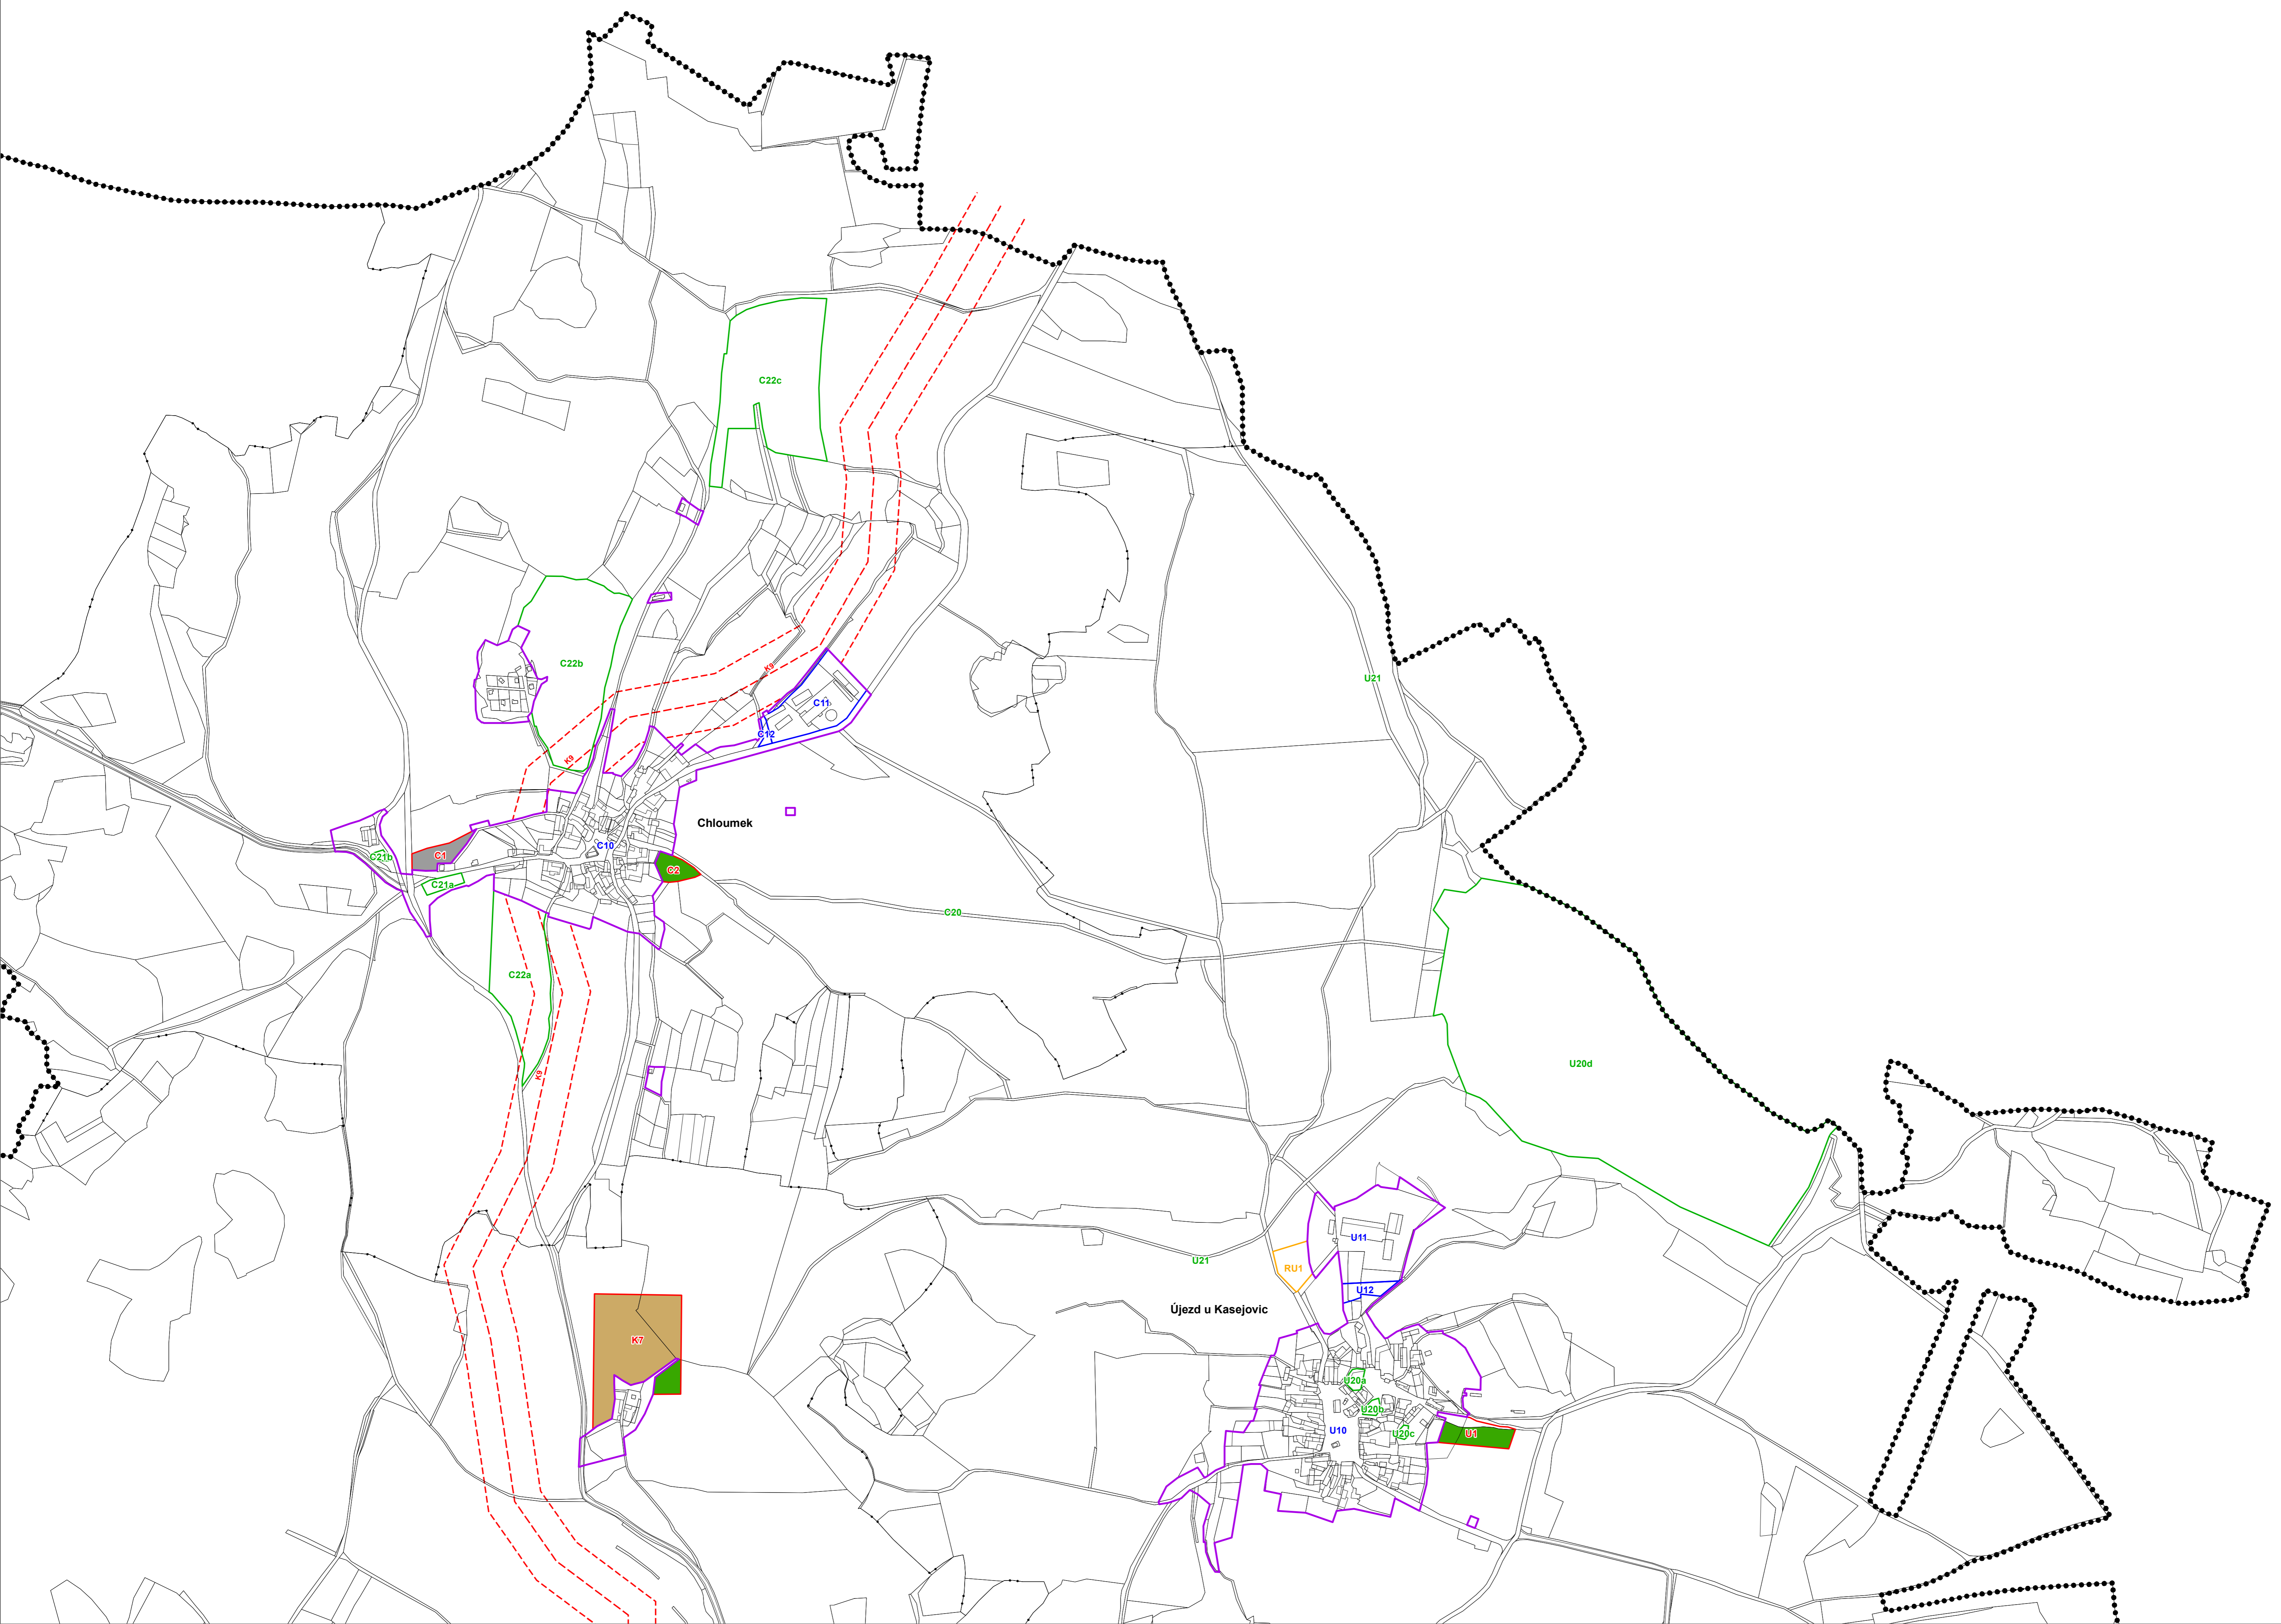 C22c
C22b
U21
K9
C11
C12
K9
Chloumek
C10
C1
C21b
C2
C21a
C20
C22a
U20d
K9
U11
U21
RU1
U12
Újezd u Kasejovic
K7
U20a
U20b
U10
U20c
U1